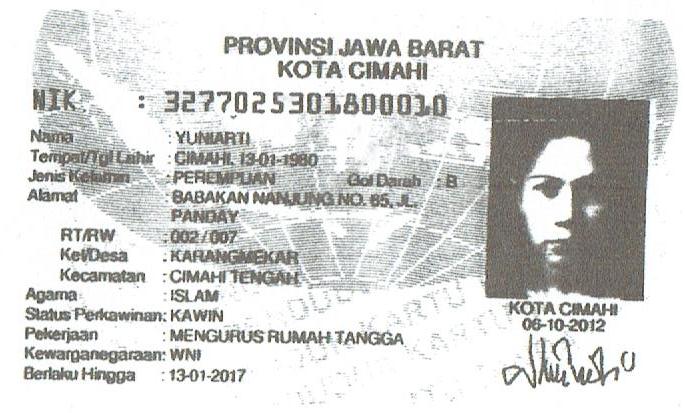 PROVINSI JAWA BARAT
KOTA CIMAHI
NIK : 3277025301800010
Nama : YUNIARTI
Tempat/Tgl Lahir : CIMAHI, 13-01-1980
Jenis Kelamin : PEREMPUAN Gol Darah : B
Alamat : BABAKAN NANJUNG NO. 65, JL.
PANDAY
RT/RW : 002/007
Kel/Desa : KARANGMEKAR
Kecamatan : CIMAHI TENGAH
Agama : ISLAM
Status Perkawinan: KAWIN
Pekerjaan : MENGURUS RUMAH TANGGA
Kewarganegaraan: WNI
Berlaku Hingga : 13-01-2017
KOTA CIMAHI
06-10-2012